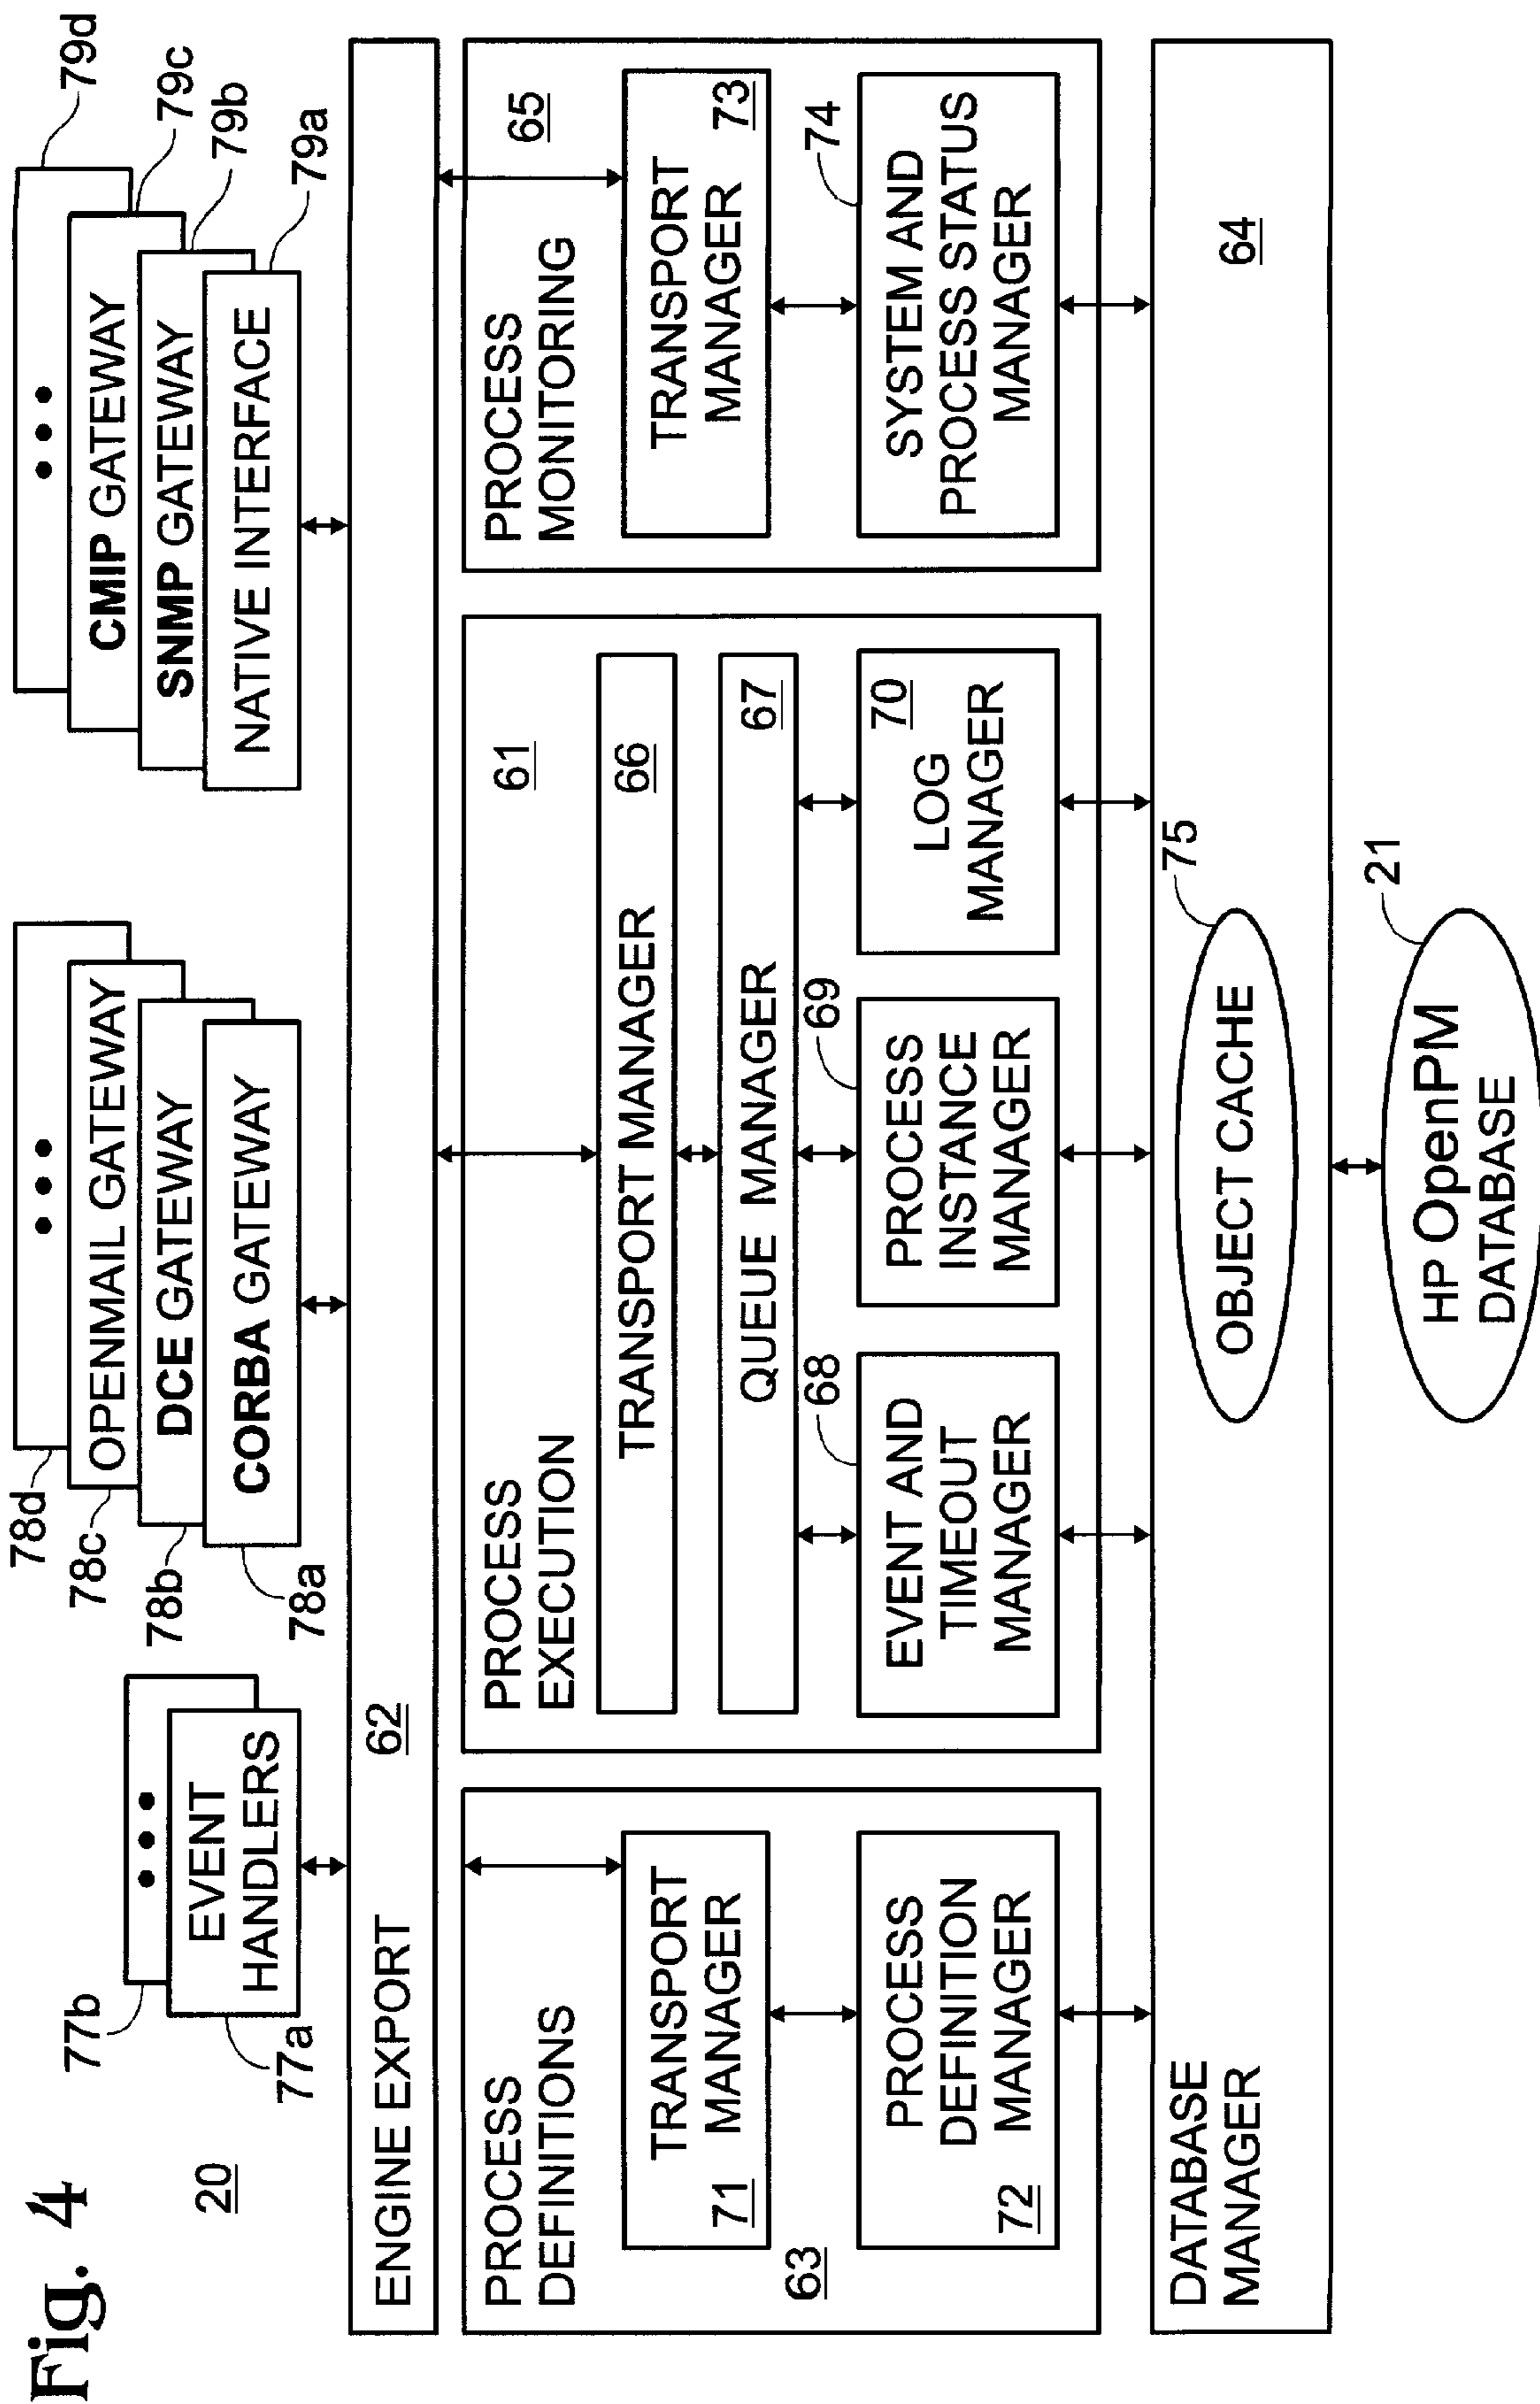 Fig. 4
20
77b
77a
EVENT
HANDLERS
78d
78c
78b
78a
OPENMAIL GATEWAY
DCE GATEWAY
CORBA GATEWAY
79d
79c
79b
79a
CMIP GATEWAY
SNMP GATEWAY
NATIVE INTERFACE
ENGINE EXPORT
62
PROCESS
DEFINITIONS
63
TRANSPORT
MANAGER
71
PROCESS
DEFINITION
MANAGER
72
PROCESS
EXECUTION
61
TRANSPORT MANAGER
66
QUEUE MANAGER
67
68
EVENT AND
TIMEOUT
MANAGER
69
PROCESS
INSTANCE
MANAGER
70
LOG
MANAGER
PROCESS
MONITORING
65
TRANSPORT
MANAGER
73
74
SYSTEM AND
PROCESS STATUS
MANAGER
DATABASE
MANAGER
64
OBJECT CACHE
75
HP OpenPM
DATABASE
21